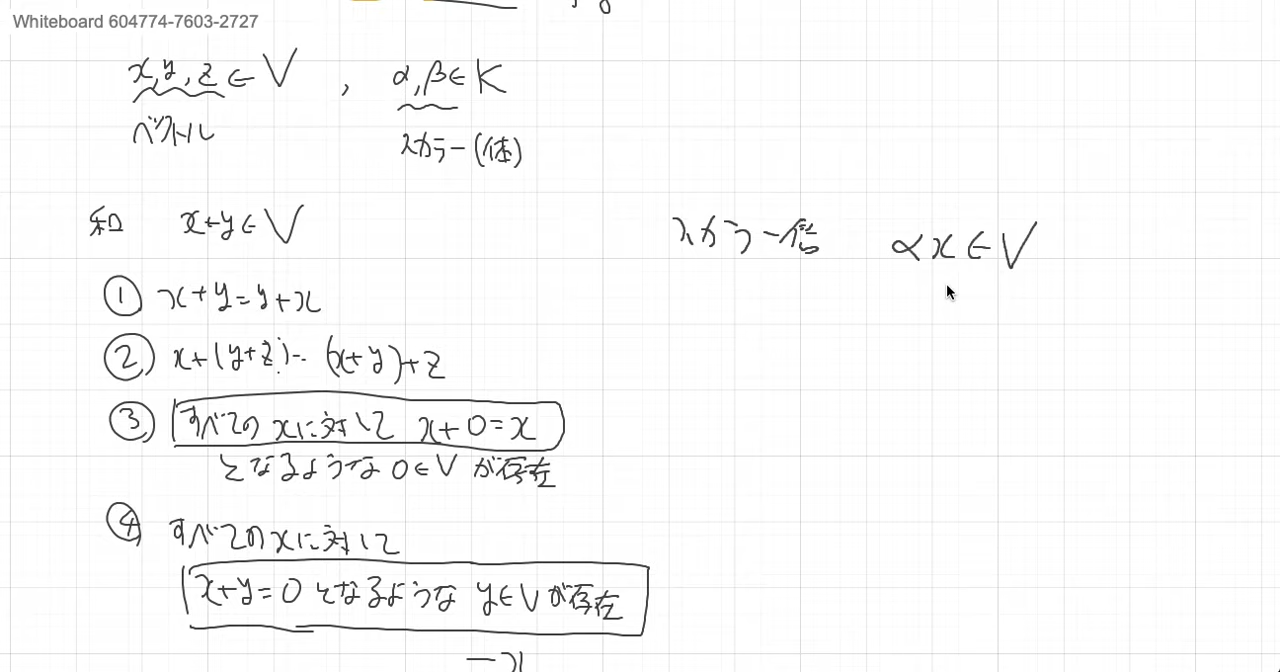 Whiteboard 604774-7603-2727
x, y, z ∈ V , α, β ∈ K
ベクトル
スカラー(体)
和 x+y ∈ V
① x+y=y+x
② x+(y+z)=(x+y)+z
③ すべての xに対して x+0=x
となるような 0∈V が存在
④ すべてのxに対して
x+y=0 となるような y∈V が存在
-x
スカラー倍 αx ∈ V